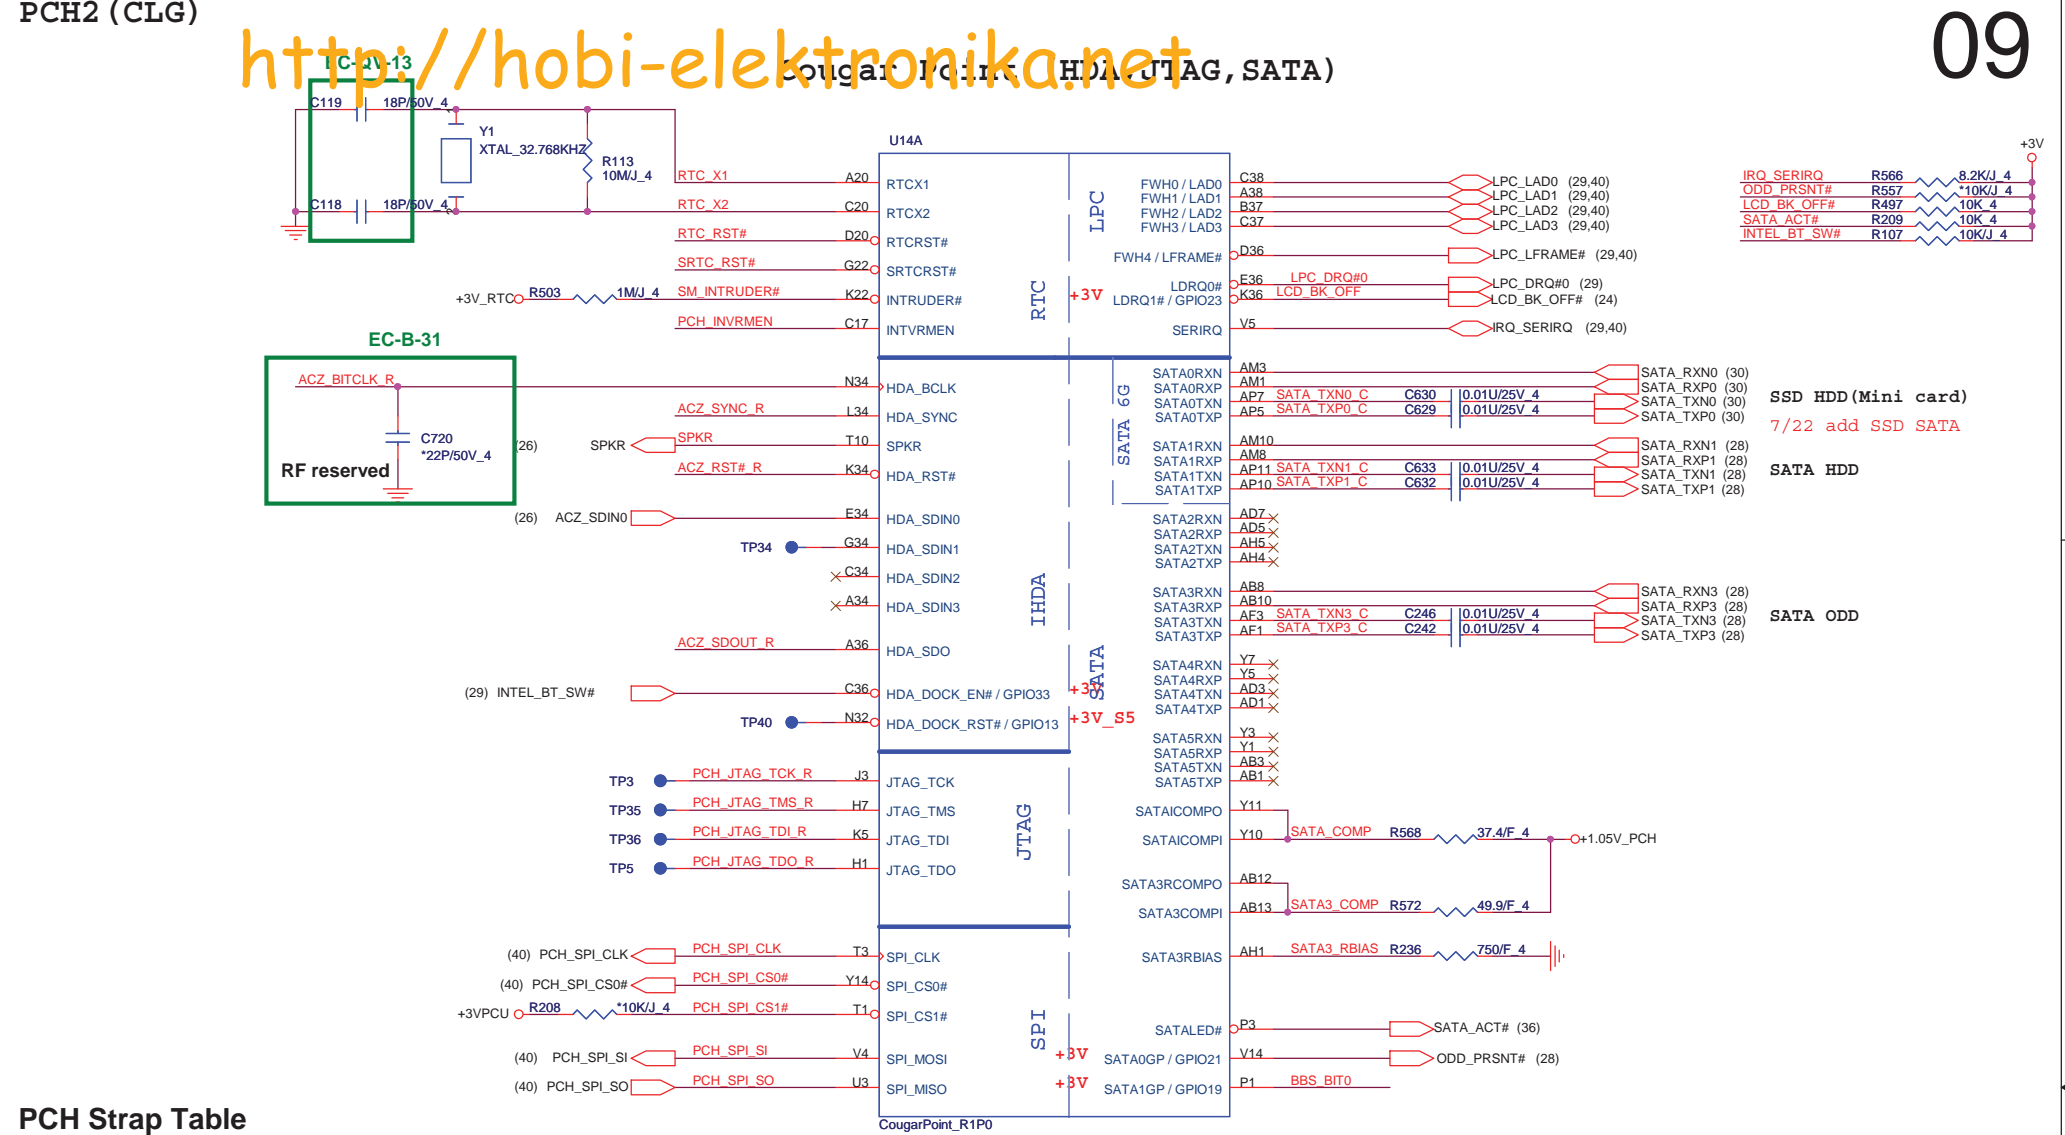 PCH2 (CLG)
09
http://hobi-elektronika.net
Cougar Point (HDA,JTAG,SATA)
EC-QV-13
C119 18P/50V_4
Y1
XTAL_32.768KHZ
R113
10M/J_4
C118 18P/50V_4
U14A
RTC_X1 A20 RTCX1
RTC_X2 C20 RTCX2
RTC_RST# D20 RTCRST#
SRTC_RST# G22 SRTCRST#
+3V_RTC R503 1M/J_4 SM_INTRUDER# K22 INTRUDER#
PCH_INVRMEN C17 INTVRMEN
RTC
LPC
+3V
FWH0 / LAD0 C38 LPC_LAD0 (29,40)
FWH1 / LAD1 A38 LPC_LAD1 (29,40)
FWH2 / LAD2 B37 LPC_LAD2 (29,40)
FWH3 / LAD3 C37 LPC_LAD3 (29,40)
FWH4 / LFRAME# D36 LPC_LFRAME# (29,40)
LDRQ0# E36 LPC_DRQ#0 LPC_DRQ#0 (29)
LDRQ1# / GPIO23 K36 LCD_BK_OFF LCD_BK_OFF# (24)
SERIRQ V5 IRQ_SERIRQ (29,40)
+3V
IRQ_SERIRQ R566 8.2K/J_4
ODD_PRSNT# R557 *10K/J_4
LCD_BK_OFF# R497 10K_4
SATA_ACT# R209 10K_4
INTEL_BT_SW# R107 10K/J_4
EC-B-31
ACZ_BITCLK_R N34 HDA_BCLK
C720
*22P/50V_4
RF reserved
ACZ_SYNC_R L34 HDA_SYNC
(26) SPKR SPKR T10 SPKR
ACZ_RST#_R K34 HDA_RST#
(26) ACZ_SDIN0 E34 HDA_SDIN0
TP34 G34 HDA_SDIN1
C34 HDA_SDIN2
A34 HDA_SDIN3
ACZ_SDOUT_R A36 HDA_SDO
(29) INTEL_BT_SW# C36 HDA_DOCK_EN# / GPIO33 +3V
TP40 N32 HDA_DOCK_RST# / GPIO13 +3V_S5
IHDA
SATA
SATA 6G
SATA0RXN AM3 SATA_RXN0 (30)
SATA0RXP AM1 SATA_RXP0 (30)
SATA0TXN AP7 SATA_TXN0_C C630 0.01U/25V_4 SATA_TXN0 (30)
SATA0TXP AP5 SATA_TXP0_C C629 0.01U/25V_4 SATA_TXP0 (30)
SSD HDD(Mini card)
7/22 add SSD SATA
SATA1RXN AM10 SATA_RXN1 (28)
SATA1RXP AM8 SATA_RXP1 (28)
SATA1TXN AP11 SATA_TXN1_C C633 0.01U/25V_4 SATA_TXN1 (28)
SATA1TXP AP10 SATA_TXP1_C C632 0.01U/25V_4 SATA_TXP1 (28)
SATA HDD
SATA2RXN AD7
SATA2RXP AD5
SATA2TXN AH5
SATA2TXP AH4
SATA3RXN AB8 SATA_RXN3 (28)
SATA3RXP AB10 SATA_RXP3 (28)
SATA3TXN AF3 SATA_TXN3_C C246 0.01U/25V_4 SATA_TXN3 (28)
SATA3TXP AF1 SATA_TXP3_C C242 0.01U/25V_4 SATA_TXP3 (28)
SATA ODD
SATA4RXN Y7
SATA4RXP Y5
SATA4TXN AD3
SATA4TXP AD1
SATA5RXN Y3
SATA5RXP Y1
SATA5TXN AB3
SATA5TXP AB1
TP3 PCH_JTAG_TCK_R J3 JTAG_TCK
TP35 PCH_JTAG_TMS_R H7 JTAG_TMS
TP36 PCH_JTAG_TDI_R K5 JTAG_TDI
TP5 PCH_JTAG_TDO_R H1 JTAG_TDO
JTAG
SATAICOMPO Y11
SATAICOMPI Y10 SATA_COMP R568 37.4/F_4 +1.05V_PCH
SATA3RCOMPO AB12
SATA3COMPI AB13 SATA3_COMP R572 49.9/F_4
SATA3RBIAS AH1 SATA3_RBIAS R236 750/F_4
(40) PCH_SPI_CLK PCH_SPI_CLK T3 SPI_CLK
(40) PCH_SPI_CS0# PCH_SPI_CS0# Y14 SPI_CS0#
+3VPCU R208 *10K/J_4 PCH_SPI_CS1# T1 SPI_CS1#
(40) PCH_SPI_SI PCH_SPI_SI V4 SPI_MOSI
(40) PCH_SPI_SO PCH_SPI_SO U3 SPI_MISO
SPI
SATALED# P3 SATA_ACT# (36)
+3V SATA0GP / GPIO21 V14 ODD_PRSNT# (28)
+3V SATA1GP / GPIO19 P1 BBS_BIT0
CougarPoint_R1P0
PCH Strap Table